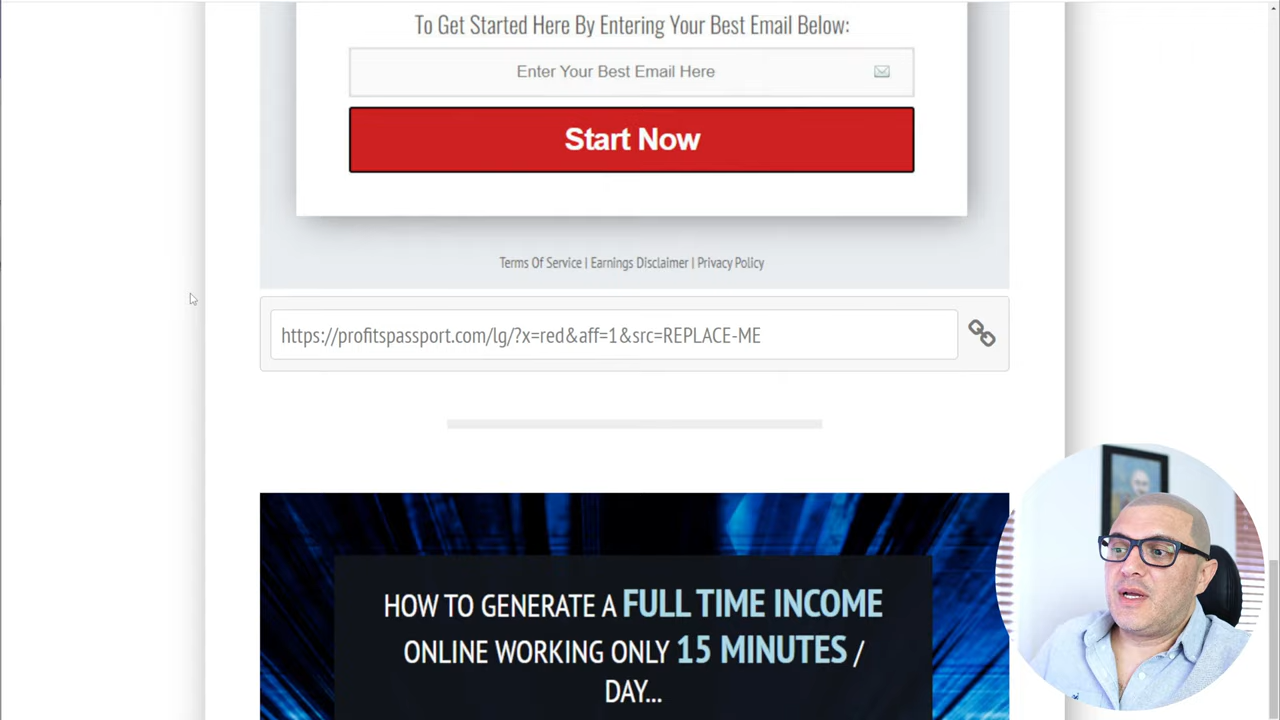 To Get Started Here By Entering Your Best Email Below:
Enter Your Best Email Here
Start Now
Terms Of Service | Earnings Disclaimer | Privacy Policy
https://profitspassport.com/lg/?x=red&aff=1&src=REPLACE-ME
HOW TO GENERATE A FULL TIME INCOME
ONLINE WORKING ONLY 15 MINUTES /
DAY...